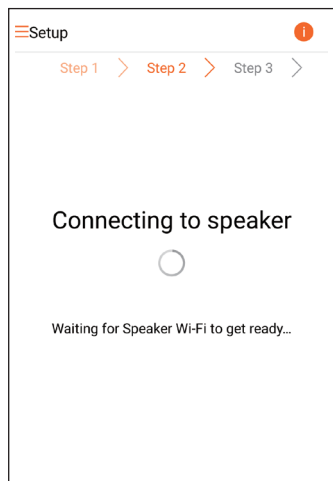 Setup
Step 1 Step 2 Step 3
Connecting to speaker
Waiting for Speaker Wi-Fi to get ready...